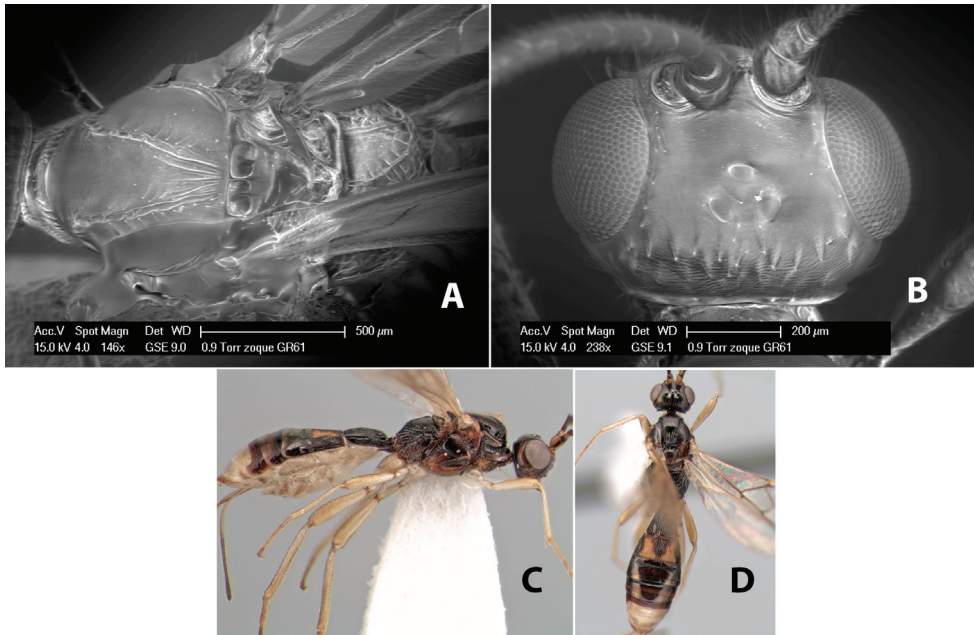 A
Acc.V Spot Magn Det WD 500 µm
15.0 kV 4.0 146x GSE 9.0 0.9 Torr zoque GR61
B
Acc.V Spot Magn Det WD 200 µm
15.0 kV 4.0 238x GSE 9.1 0.9 Torr zoque GR61
C
D